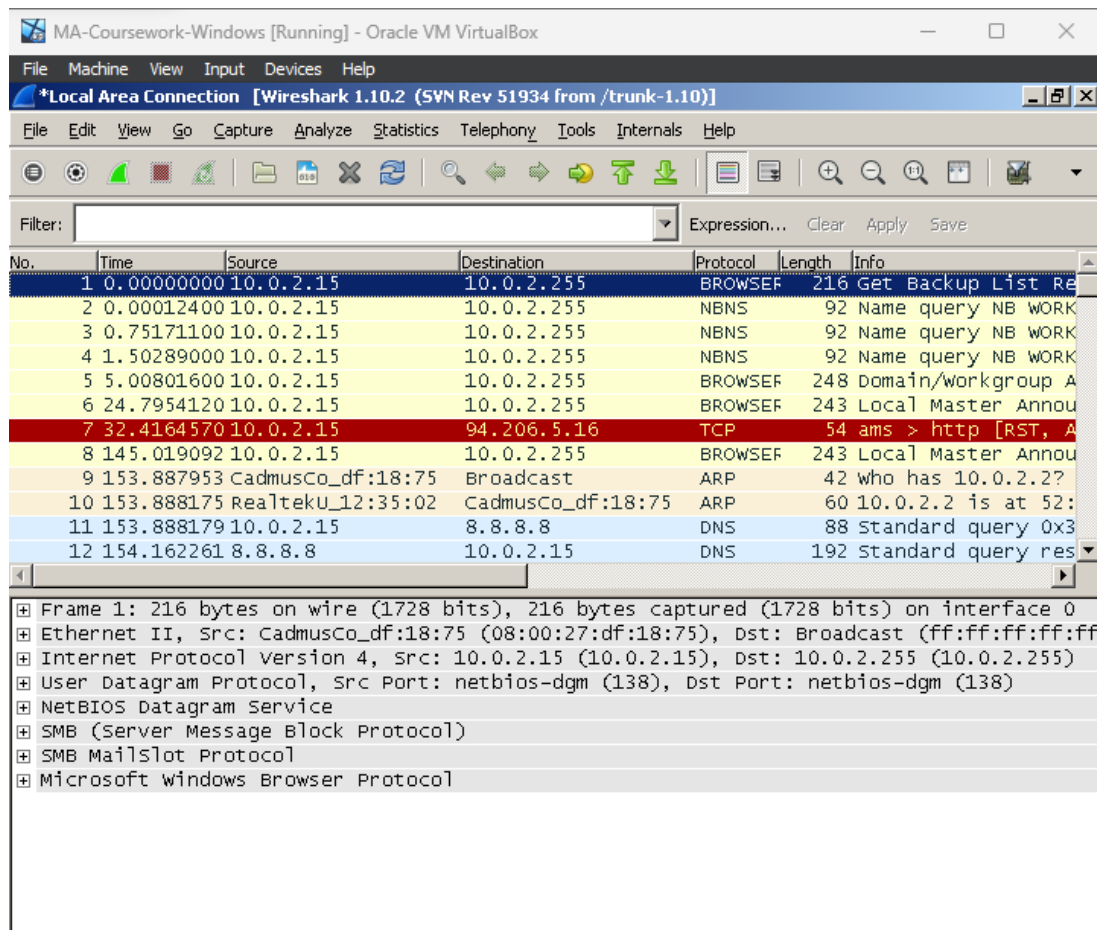 MA-Coursework-Windows [Running] - Oracle VM VirtualBox
File Machine View Input Devices Help
*Local Area Connection [Wireshark 1.10.2 (SVN Rev 51934 from /trunk-1.10)]
File Edit View Go Capture Analyze Statistics Telephony Tools Internals Help
Filter: Expression... Clear Apply Save
No. Time Source Destination Protocol Length Info
1 0.00000000 10.0.2.15 10.0.2.255 BROWSER 216 Get Backup List Re
2 0.00012400 10.0.2.15 10.0.2.255 NBNS 92 Name query NB WORK
3 0.75171100 10.0.2.15 10.0.2.255 NBNS 92 Name query NB WORK
4 1.50289000 10.0.2.15 10.0.2.255 NBNS 92 Name query NB WORK
5 5.00801600 10.0.2.15 10.0.2.255 BROWSER 248 Domain/Workgroup A
6 24.7954120 10.0.2.15 10.0.2.255 BROWSER 243 Local Master Annou
7 32.4164570 10.0.2.15 94.206.5.16 TCP 54 ams > http [RST, A
8 145.019092 10.0.2.15 10.0.2.255 BROWSER 243 Local Master Annou
9 153.887953 CadmusCo_df:18:75 Broadcast ARP 42 Who has 10.0.2.2?
10 153.888175 RealtekU_12:35:02 CadmusCo_df:18:75 ARP 60 10.0.2.2 is at 52:
11 153.888179 10.0.2.15 8.8.8.8 DNS 88 Standard query 0x3
12 154.162261 8.8.8.8 10.0.2.15 DNS 192 Standard query res
Frame 1: 216 bytes on wire (1728 bits), 216 bytes captured (1728 bits) on interface 0
Ethernet II, Src: CadmusCo_df:18:75 (08:00:27:df:18:75), Dst: Broadcast (ff:ff:ff:ff:ff
Internet Protocol Version 4, Src: 10.0.2.15 (10.0.2.15), Dst: 10.0.2.255 (10.0.2.255)
User Datagram Protocol, Src Port: netbios-dgm (138), Dst Port: netbios-dgm (138)
NetBIOS Datagram Service
SMB (Server Message Block Protocol)
SMB MailSlot Protocol
Microsoft Windows Browser Protocol